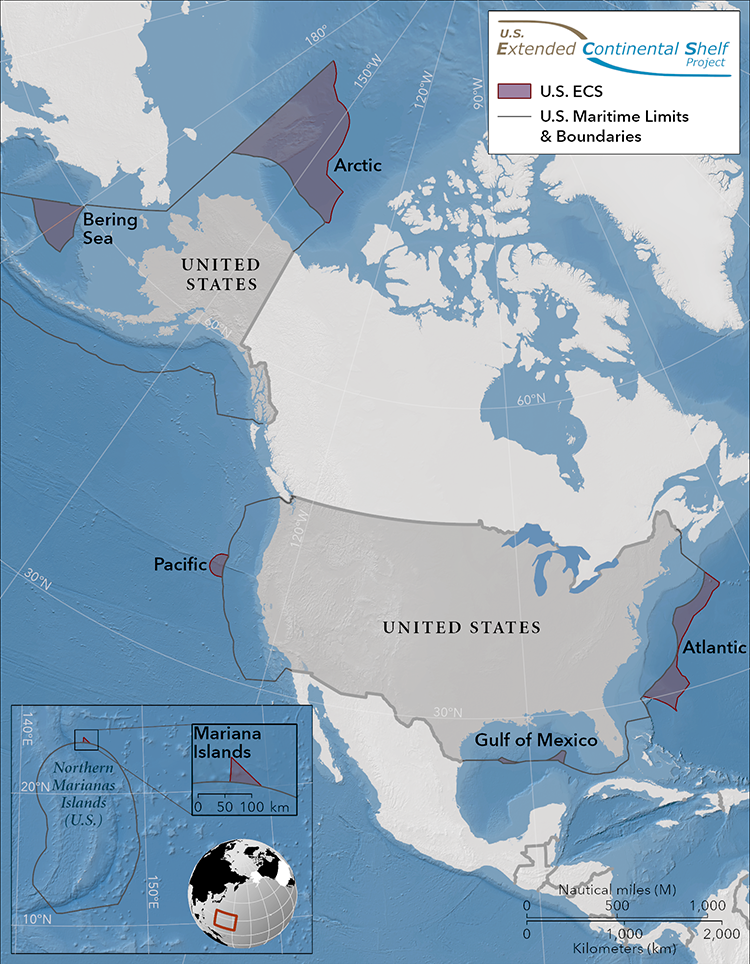 U.S.
Extended Continental Shelf
Project
U.S. ECS
U.S. Maritime Limits
& Boundaries
180°
150°W
120°W
90°W
Arctic
Bering
Sea
UNITED
STATES
60°N
60°N
120°W
Pacific
30°N
UNITED STATES
Atlantic
30°N
Gulf of Mexico
140°E
Mariana
Islands
0 50 100 km
Northern
Marianas
Islands
(U.S.)
20°N
150°E
10°N
Nautical miles (M)
0 500 1,000
0 1,000 2,000
Kilometers (km)